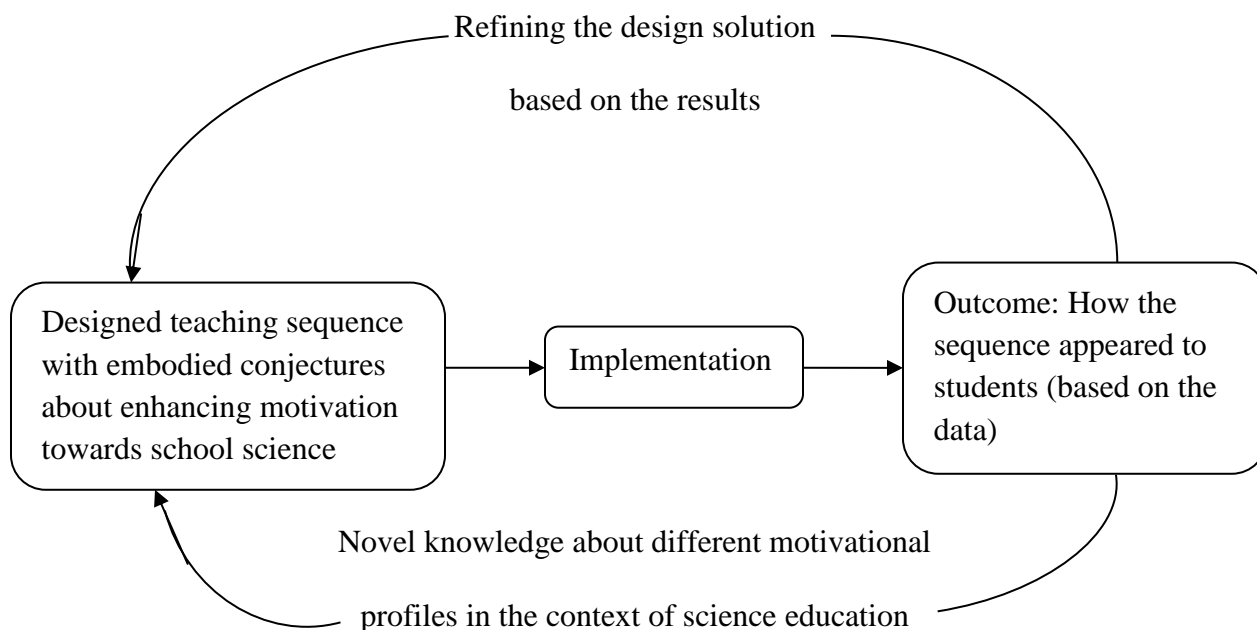 Refining the design solution
based on the results
Designed teaching sequence
with embodied conjectures
about enhancing motivation
towards school science
Implementation
Outcome: How the
sequence appeared to
students (based on the
data)
Novel knowledge about different motivational
profiles in the context of science education